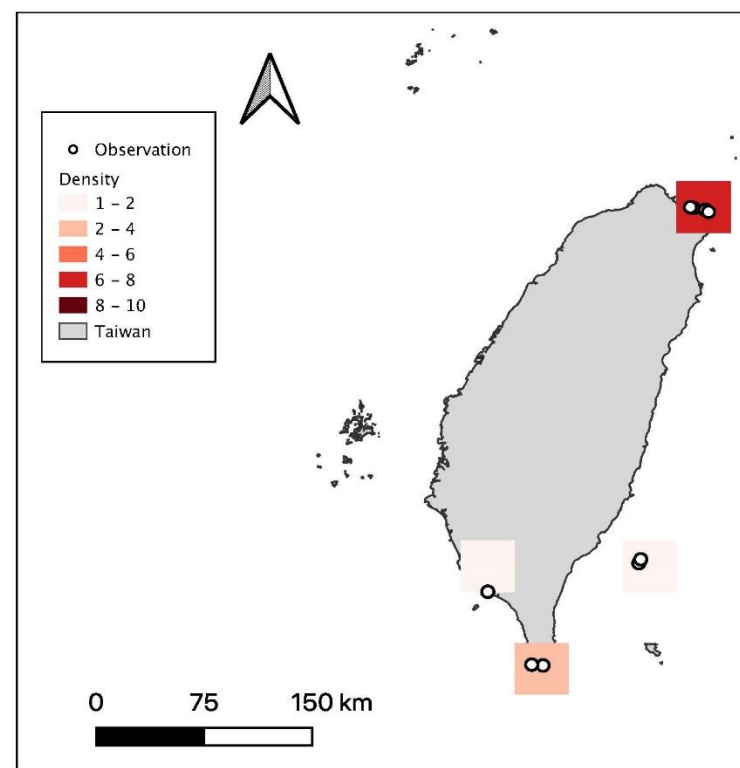 Observation
Density
1 – 2
2 – 4
4 – 6
6 – 8
8 – 10
Taiwan
0 75 150 km